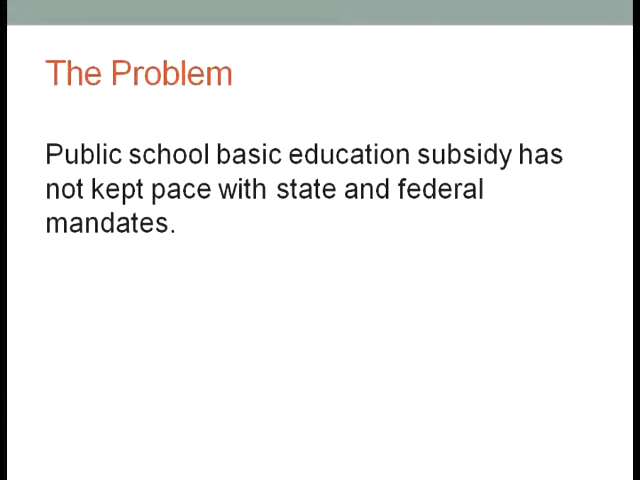 The Problem
Public school basic education subsidy has
not kept pace with state and federal
mandates.